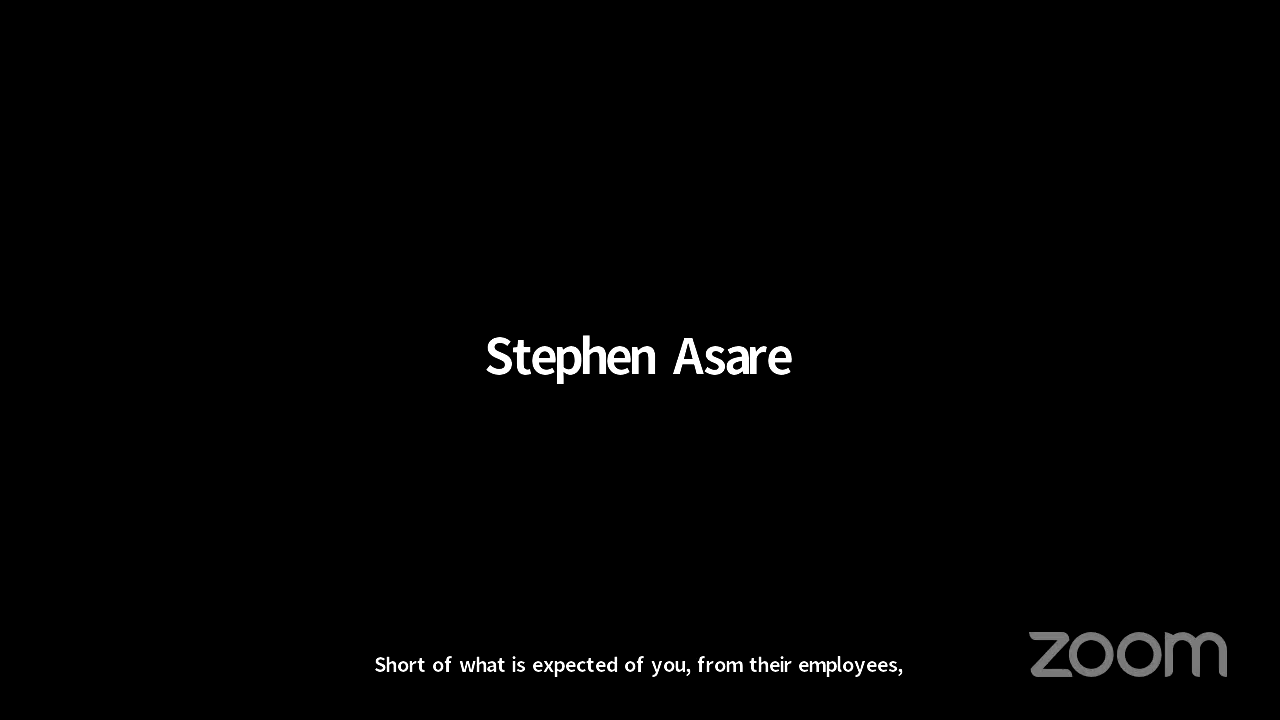 Stephen Asare
Short of what is expected of you, from their employees,
zoom